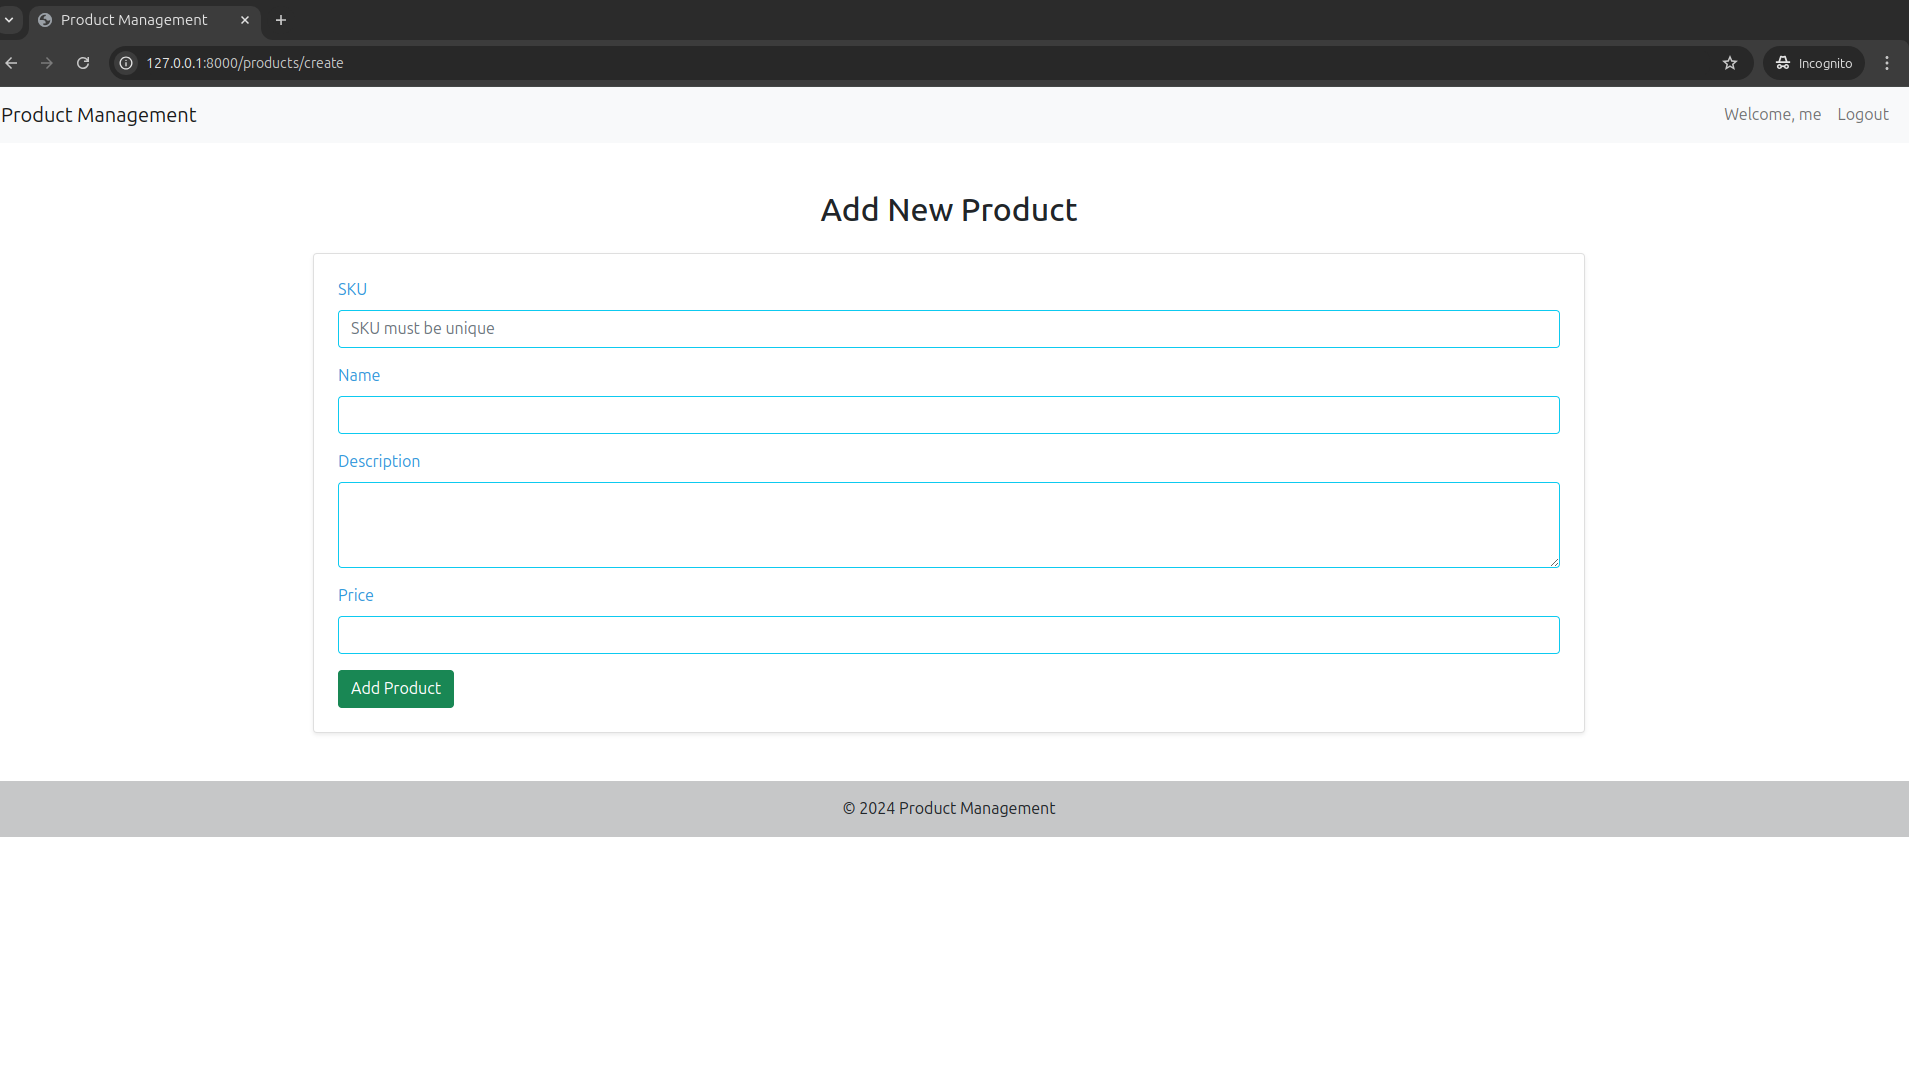 Product Management
127.0.0.1:8000/products/create
Incognito
Product Management
Welcome, me
Logout
Add New Product
SKU
SKU must be unique
Name
Description
Price
Add Product
© 2024 Product Management